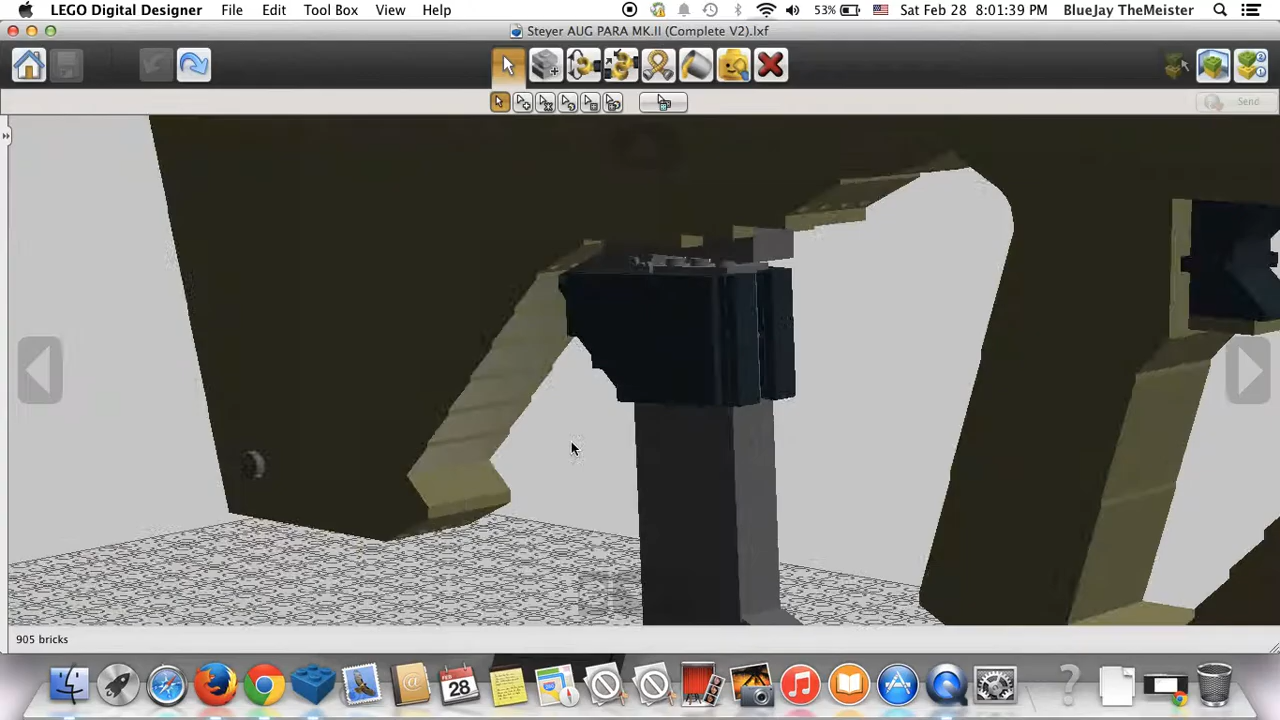 LEGO Digital Designer File Edit Tool Box View Help 53% Sat Feb 28 8:01:39 PM BlueJay TheMeister
Steyer AUG PARA MK.II (Complete V2).lxf
Send
905 bricks
FEB
28